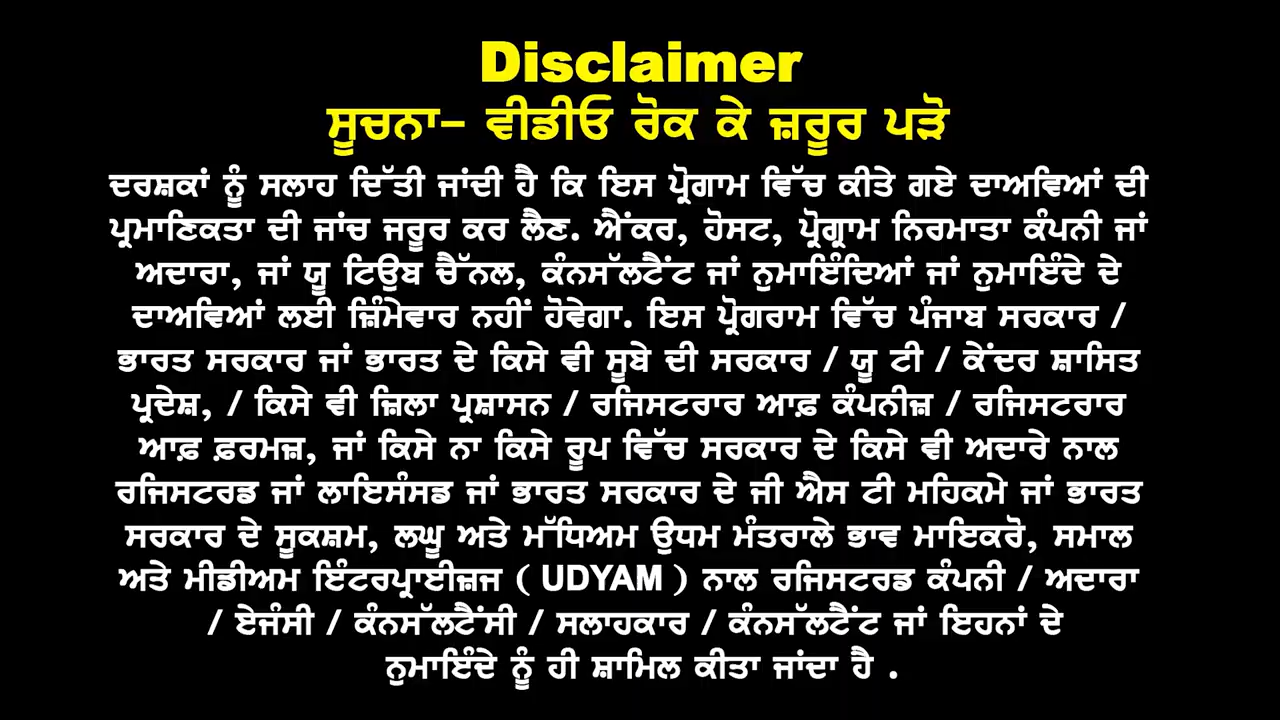 Disclaimer
ਸੂਚਨਾ- ਵੀਡੀਓ ਰੋਕ ਕੇ ਜ਼ਰੂਰ ਪੜੋ
ਦਰਸ਼ਕਾਂ ਨੂੰ ਸਲਾਹ ਦਿੱਤੀ ਜਾਂਦੀ ਹੈ ਕਿ ਇਸ ਪ੍ਰੋਗਾਮ ਵਿੱਚ ਕੀਤੇ ਗਏ ਦਾਅਵਿਆਂ ਦੀ
ਪ੍ਰਮਾਣਿਕਤਾ ਦੀ ਜਾਂਚ ਜਰੂਰ ਕਰ ਲੈਣ. ਐਂਕਰ, ਹੋਸਟ, ਪ੍ਰੋਗ੍ਰਾਮ ਨਿਰਮਾਤਾ ਕੰਪਨੀ ਜਾਂ
ਅਦਾਰਾ, ਜਾਂ ਯੂ ਟਿਊਬ ਚੈੱਨਲ, ਕੰਨਸੱਲਟੈਂਟ ਜਾਂ ਨੁਮਾਇੰਦਿਆਂ ਜਾਂ ਨੁਮਾਇੰਦੇ ਦੇ
ਦਾਅਵਿਆਂ ਲਈ ਜ਼ਿੰਮੇਵਾਰ ਨਹੀਂ ਹੋਵੇਗਾ. ਇਸ ਪ੍ਰੋਗਰਾਮ ਵਿੱਚ ਪੰਜਾਬ ਸਰਕਾਰ /
ਭਾਰਤ ਸਰਕਾਰ ਜਾਂ ਭਾਰਤ ਦੇ ਕਿਸੇ ਵੀ ਸੂਬੇ ਦੀ ਸਰਕਾਰ / ਯੂ ਟੀ / ਕੇਂਦਰ ਸ਼ਾਸਿਤ
ਪ੍ਰਦੇਸ਼, / ਕਿਸੇ ਵੀ ਜ਼ਿਲਾ ਪ੍ਰਸ਼ਾਸਨ / ਰਜਿਸਟਰਾਰ ਆਫ਼ ਕੰਪਨੀਜ਼ / ਰਜਿਸਟਰਾਰ
ਆਫ਼ ਫ਼ਰਮਜ਼, ਜਾਂ ਕਿਸੇ ਨਾ ਕਿਸੇ ਰੂਪ ਵਿੱਚ ਸਰਕਾਰ ਦੇ ਕਿਸੇ ਵੀ ਅਦਾਰੇ ਨਾਲ
ਰਜਿਸਟਰਡ ਜਾਂ ਲਾਇਸੰਸਡ ਜਾਂ ਭਾਰਤ ਸਰਕਾਰ ਦੇ ਜੀ ਐਸ ਟੀ ਮਹਿਕਮੇ ਜਾਂ ਭਾਰਤ
ਸਰਕਾਰ ਦੇ ਸੂਕਸ਼ਮ, ਲਘੂ ਅਤੇ ਮੱਧਿਅਮ ਉਧਮ ਮੰਤਰਾਲੇ ਭਾਵ ਮਾਇਕਰੋ, ਸਮਾਲ
ਅਤੇ ਮੀਡੀਅਮ ਇੰਟਰਪ੍ਰਾਈਜ਼ਜ ( UDYAM ) ਨਾਲ ਰਜਿਸਟਰਡ ਕੰਪਨੀ / ਅਦਾਰਾ
/ ਏਜੰਸੀ / ਕੰਨਸੱਲਟੈਂਸੀ / ਸਲਾਹਕਾਰ / ਕੰਨਸੱਲਟੈਂਟ ਜਾਂ ਇਹਨਾਂ ਦੇ
ਨੁਮਾਇੰਦੇ ਨੂੰ ਹੀ ਸ਼ਾਮਿਲ ਕੀਤਾ ਜਾਂਦਾ ਹੈ .